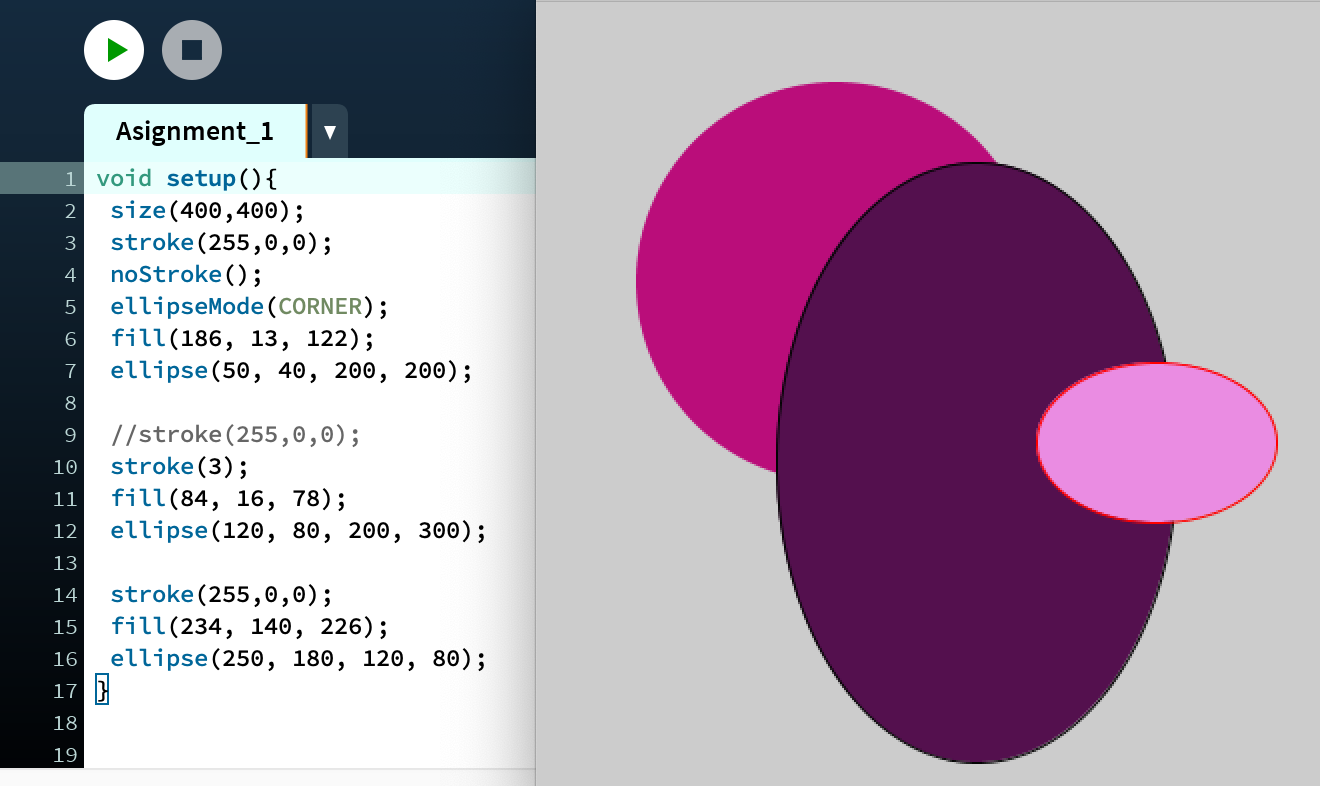 Asignment_1 ▼
1 void setup(){
2 size(400,400);
3 stroke(255,0,0);
4 noStroke();
5 ellipseMode(CORNER);
6 fill(186, 13, 122);
7 ellipse(50, 40, 200, 200);
8
9 //stroke(255,0,0);
10 stroke(3);
11 fill(84, 16, 78);
12 ellipse(120, 80, 200, 300);
13
14 stroke(255,0,0);
15 fill(234, 140, 226);
16 ellipse(250, 180, 120, 80);
17 }
18
19